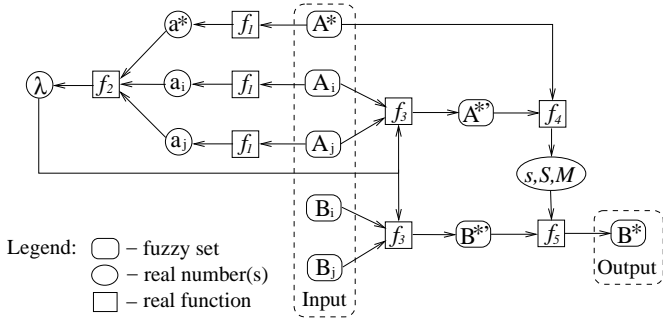 a* f1 A*
λ f2 ai f1 Ai
f3 A*' f4
aj f1 Aj
s,S,M
Bi
f3 B*' f5 B*
Legend: – fuzzy set
Bj
– real number(s)
Output
– real function
Input